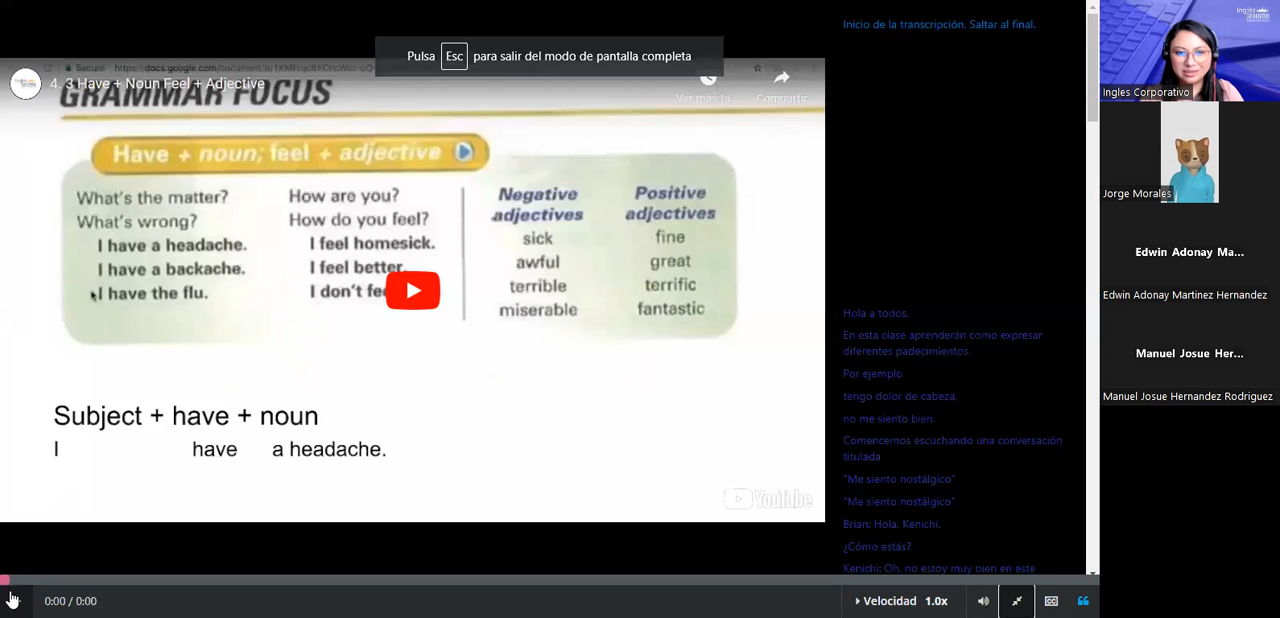 Inicio de la transcripción. Saltar al final.
Pulsa Esc para salir del modo de pantalla completa
4. 3 Have + Noun Feel + Adjective
Ver más ta
Compartir
GRAMMAR FOCUS
Have + noun; feel + adjective
What's the matter?
What's wrong?
I have a headache.
I have a backache.
I have the flu.
How are you?
How do you feel?
I feel homesick.
I feel better.
I don't fee
Negative
adjectives
sick
awful
terrible
miserable
Positive
adjectives
fine
great
terrific
fantastic
Subject + have + noun
I have a headache.
YouTube
Hola a todos.
En esta clase aprenderán como expresar
diferentes padecimientos.
Por ejemplo
tengo dolor de cabeza,
no me siento bien.
Comencemos escuchando una conversación
titulada
"Me siento nostálgico"
"Me siento nostálgico"
Brian: Hola, Kenichi.
¿Cómo estás?
Kenichi: Oh, no estoy muy bien en este
0:00 / 0:00
Velocidad 1.0x
Ingles Corporativo
Jorge Morales
Edwin Adonay Ma...
Edwin Adonay Martinez Hernandez
Manuel Josue Her...
Manuel Josue Hernandez Rodriguez